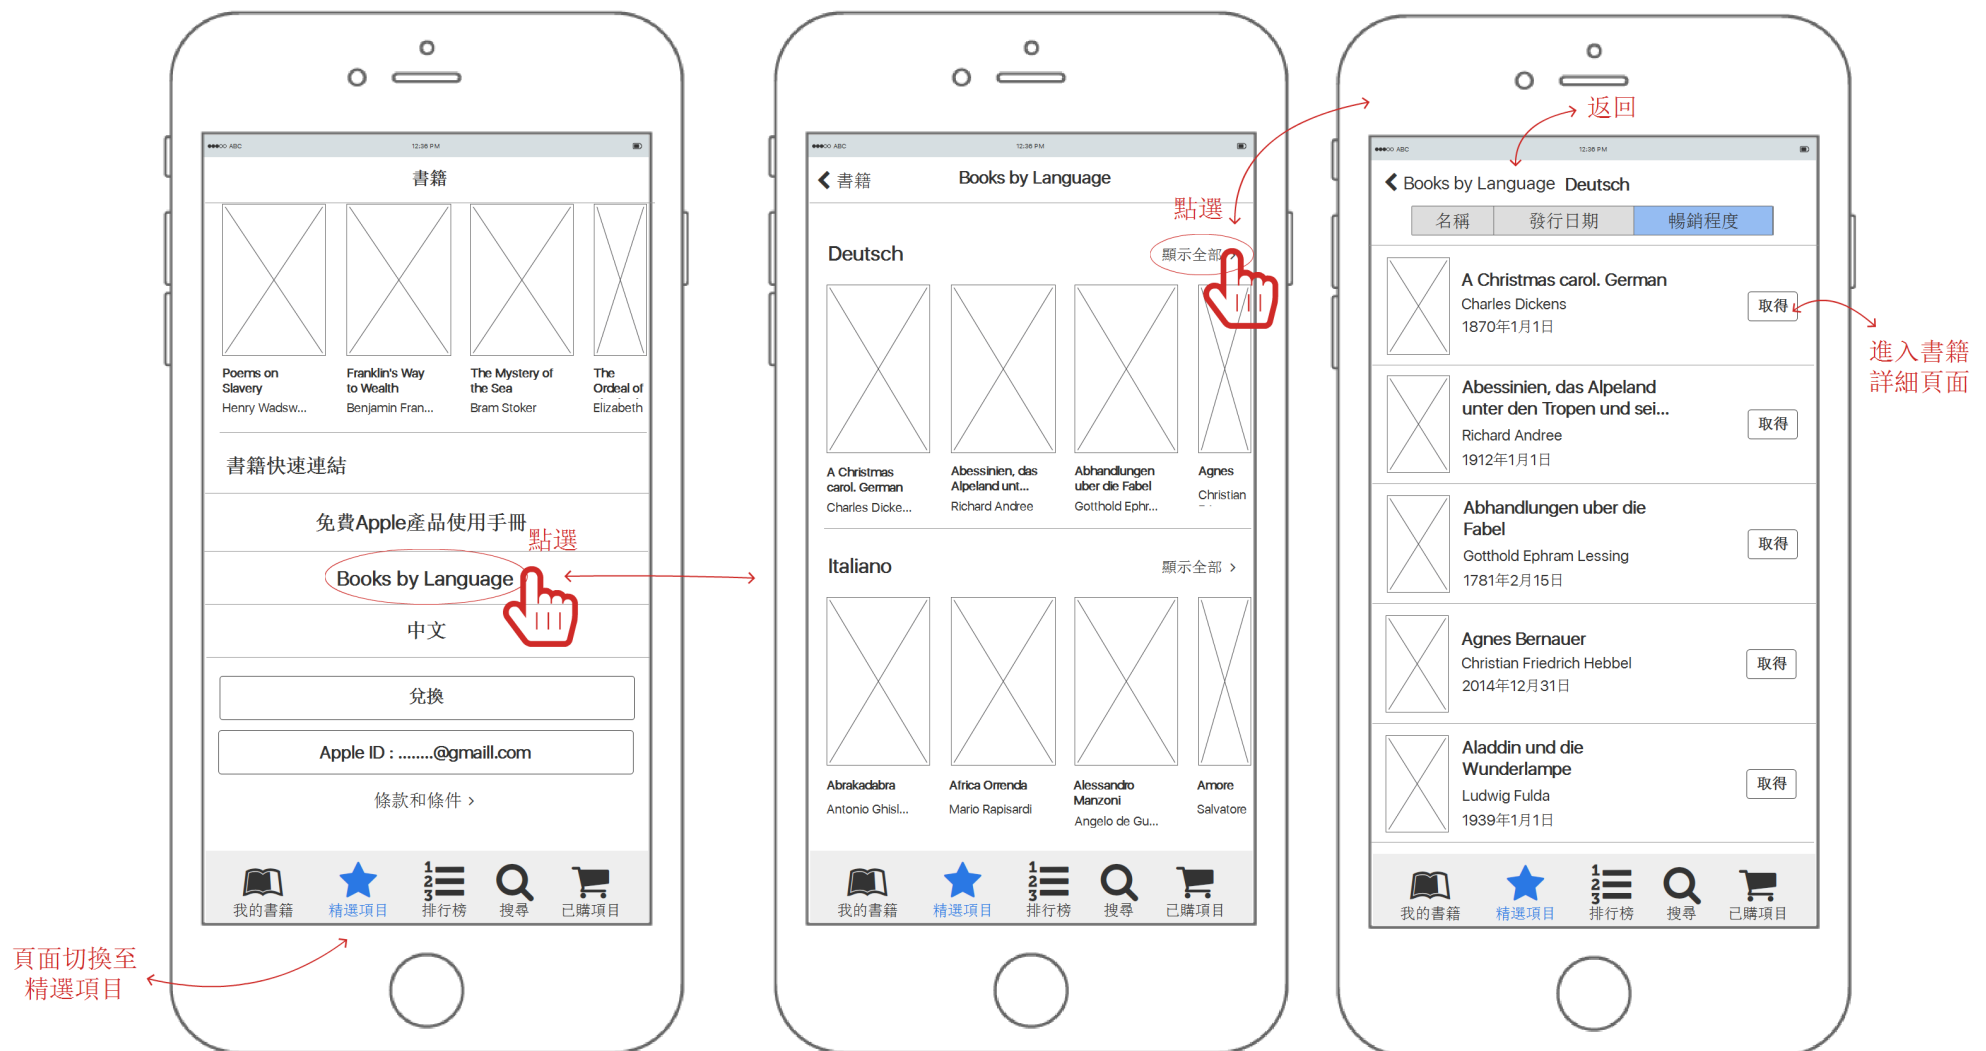 ABC 12:36 PM
書籍
Poems on
Slavery
Henry Wadsw...
Franklin's Way
to Wealth
Benjamin Fran...
The Mystery of
the Sea
Bram Stoker
The
Ordeal of
Elizabeth
書籍快速連結
免費Apple產品使用手冊
點選
Books by Language
中文
兌換
Apple ID : ........@gmaill.com
條款和條件 >
我的書籍
精選項目
1
2
3
排行榜
搜尋
已購項目
頁面切換至
精選項目
ABC 12:36 PM
書籍 Books by Language
點選
Deutsch 顯示全部 >
A Christmas
carol. German
Charles Dicke...
Abessinien, das
Alpeland unt...
Richard Andree
Abhandlungen
uber die Fabel
Gotthold Ephr...
Agnes
Christian
Italiano 顯示全部 >
Abrakadabra
Antonio Ghisl...
Africa Orrenda
Mario Rapisardi
Alessandro
Manzoni
Angelo de Gu...
Amore
Salvatore
我的書籍
精選項目
1
2
3
排行榜
搜尋
已購項目
返回
ABC 12:36 PM
Books by Language Deutsch
名稱 發行日期 暢銷程度
A Christmas carol. German
Charles Dickens
1870年1月1日
取得
進入書籍
詳細頁面
Abessinien, das Alpeland
unter den Tropen und sei...
Richard Andree
1912年1月1日
取得
Abhandlungen uber die
Fabel
Gotthold Ephram Lessing
1781年2月15日
取得
Agnes Bernauer
Christian Friedrich Hebbel
2014年12月31日
取得
Aladdin und die
Wunderlampe
Ludwig Fulda
1939年1月1日
取得
我的書籍
精選項目
1
2
3
排行榜
搜尋
已購項目